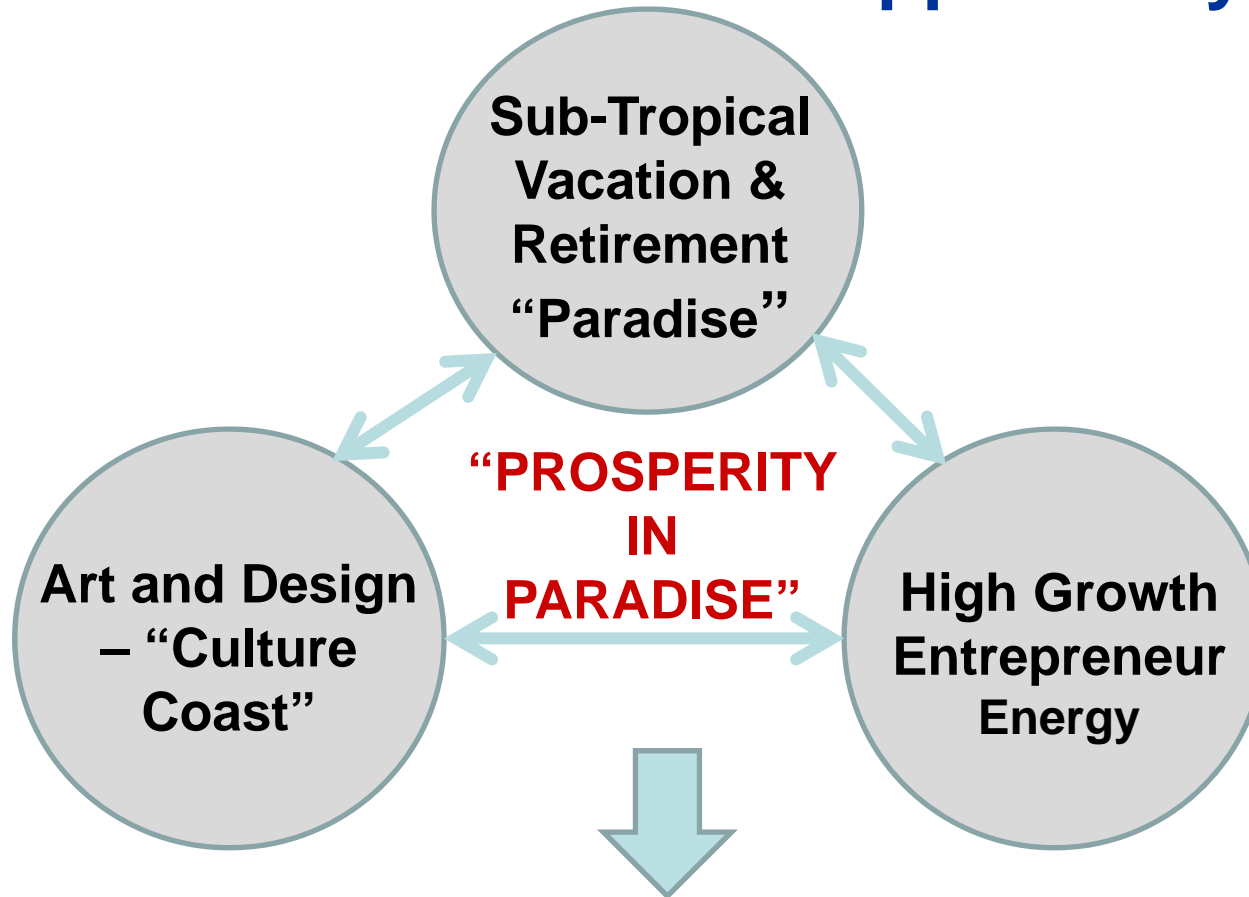 Sub-Tropical
Vacation &
Retirement
“Paradise”
“PROSPERITY
IN
PARADISE”
Art and Design
– “Culture
Coast”
High Growth
Entrepreneur
Energy